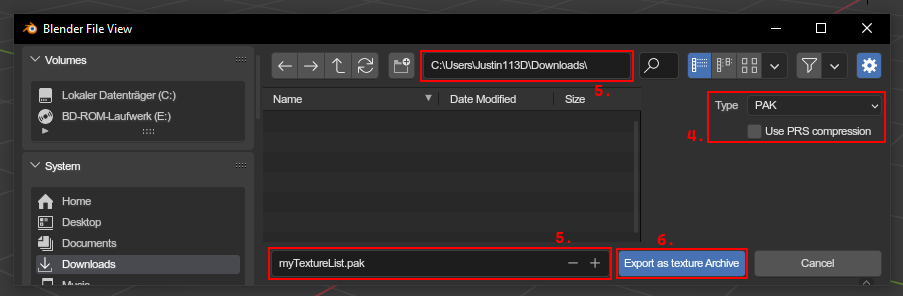 Blender File View
Volumes
Lokaler Datenträger (C:)
BD-ROM-Laufwerk (E:)
System
Home
Desktop
Documents
Downloads
Music
C:\Users\Justin113D\Downloads\
5.
Name
Date Modified
Size
Type
PAK
4.
Use PRS compression
5.
myTextureList.pak
6.
Export as texture Archive
Cancel